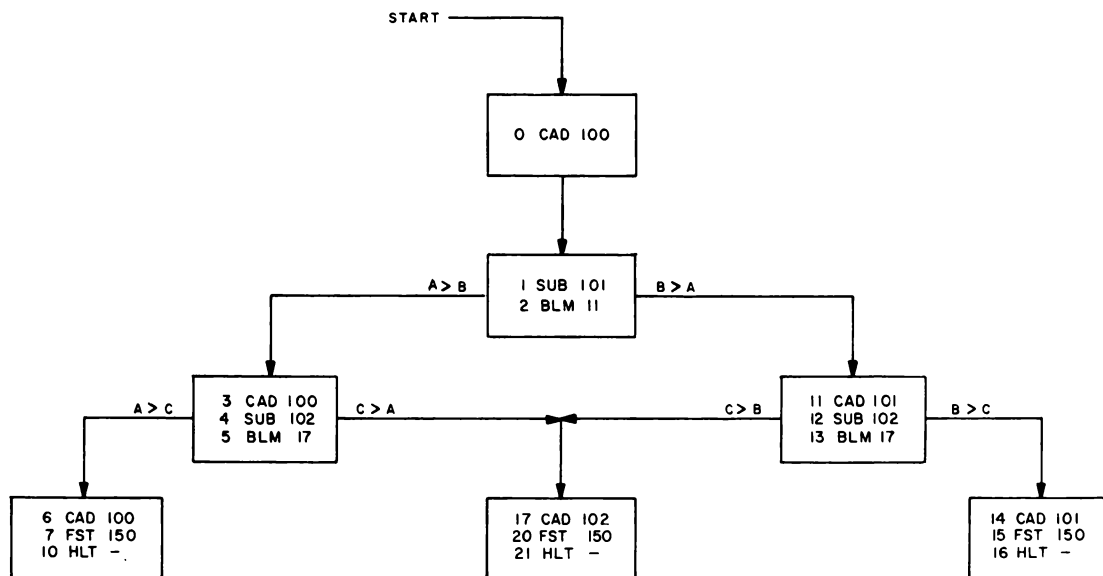 START
0 CAD 100
1 SUB 101
2 BLM 11
A > B
B > A
3 CAD 100
4 SUB 102
5 BLM 17
A > C
C > A
11 CAD 101
12 SUB 102
13 BLM 17
C > B
B > C
6 CAD 100
7 FST 150
10 HLT -
17 CAD 102
20 FST 150
21 HLT -
14 CAD 101
15 FST 150
16 HLT -